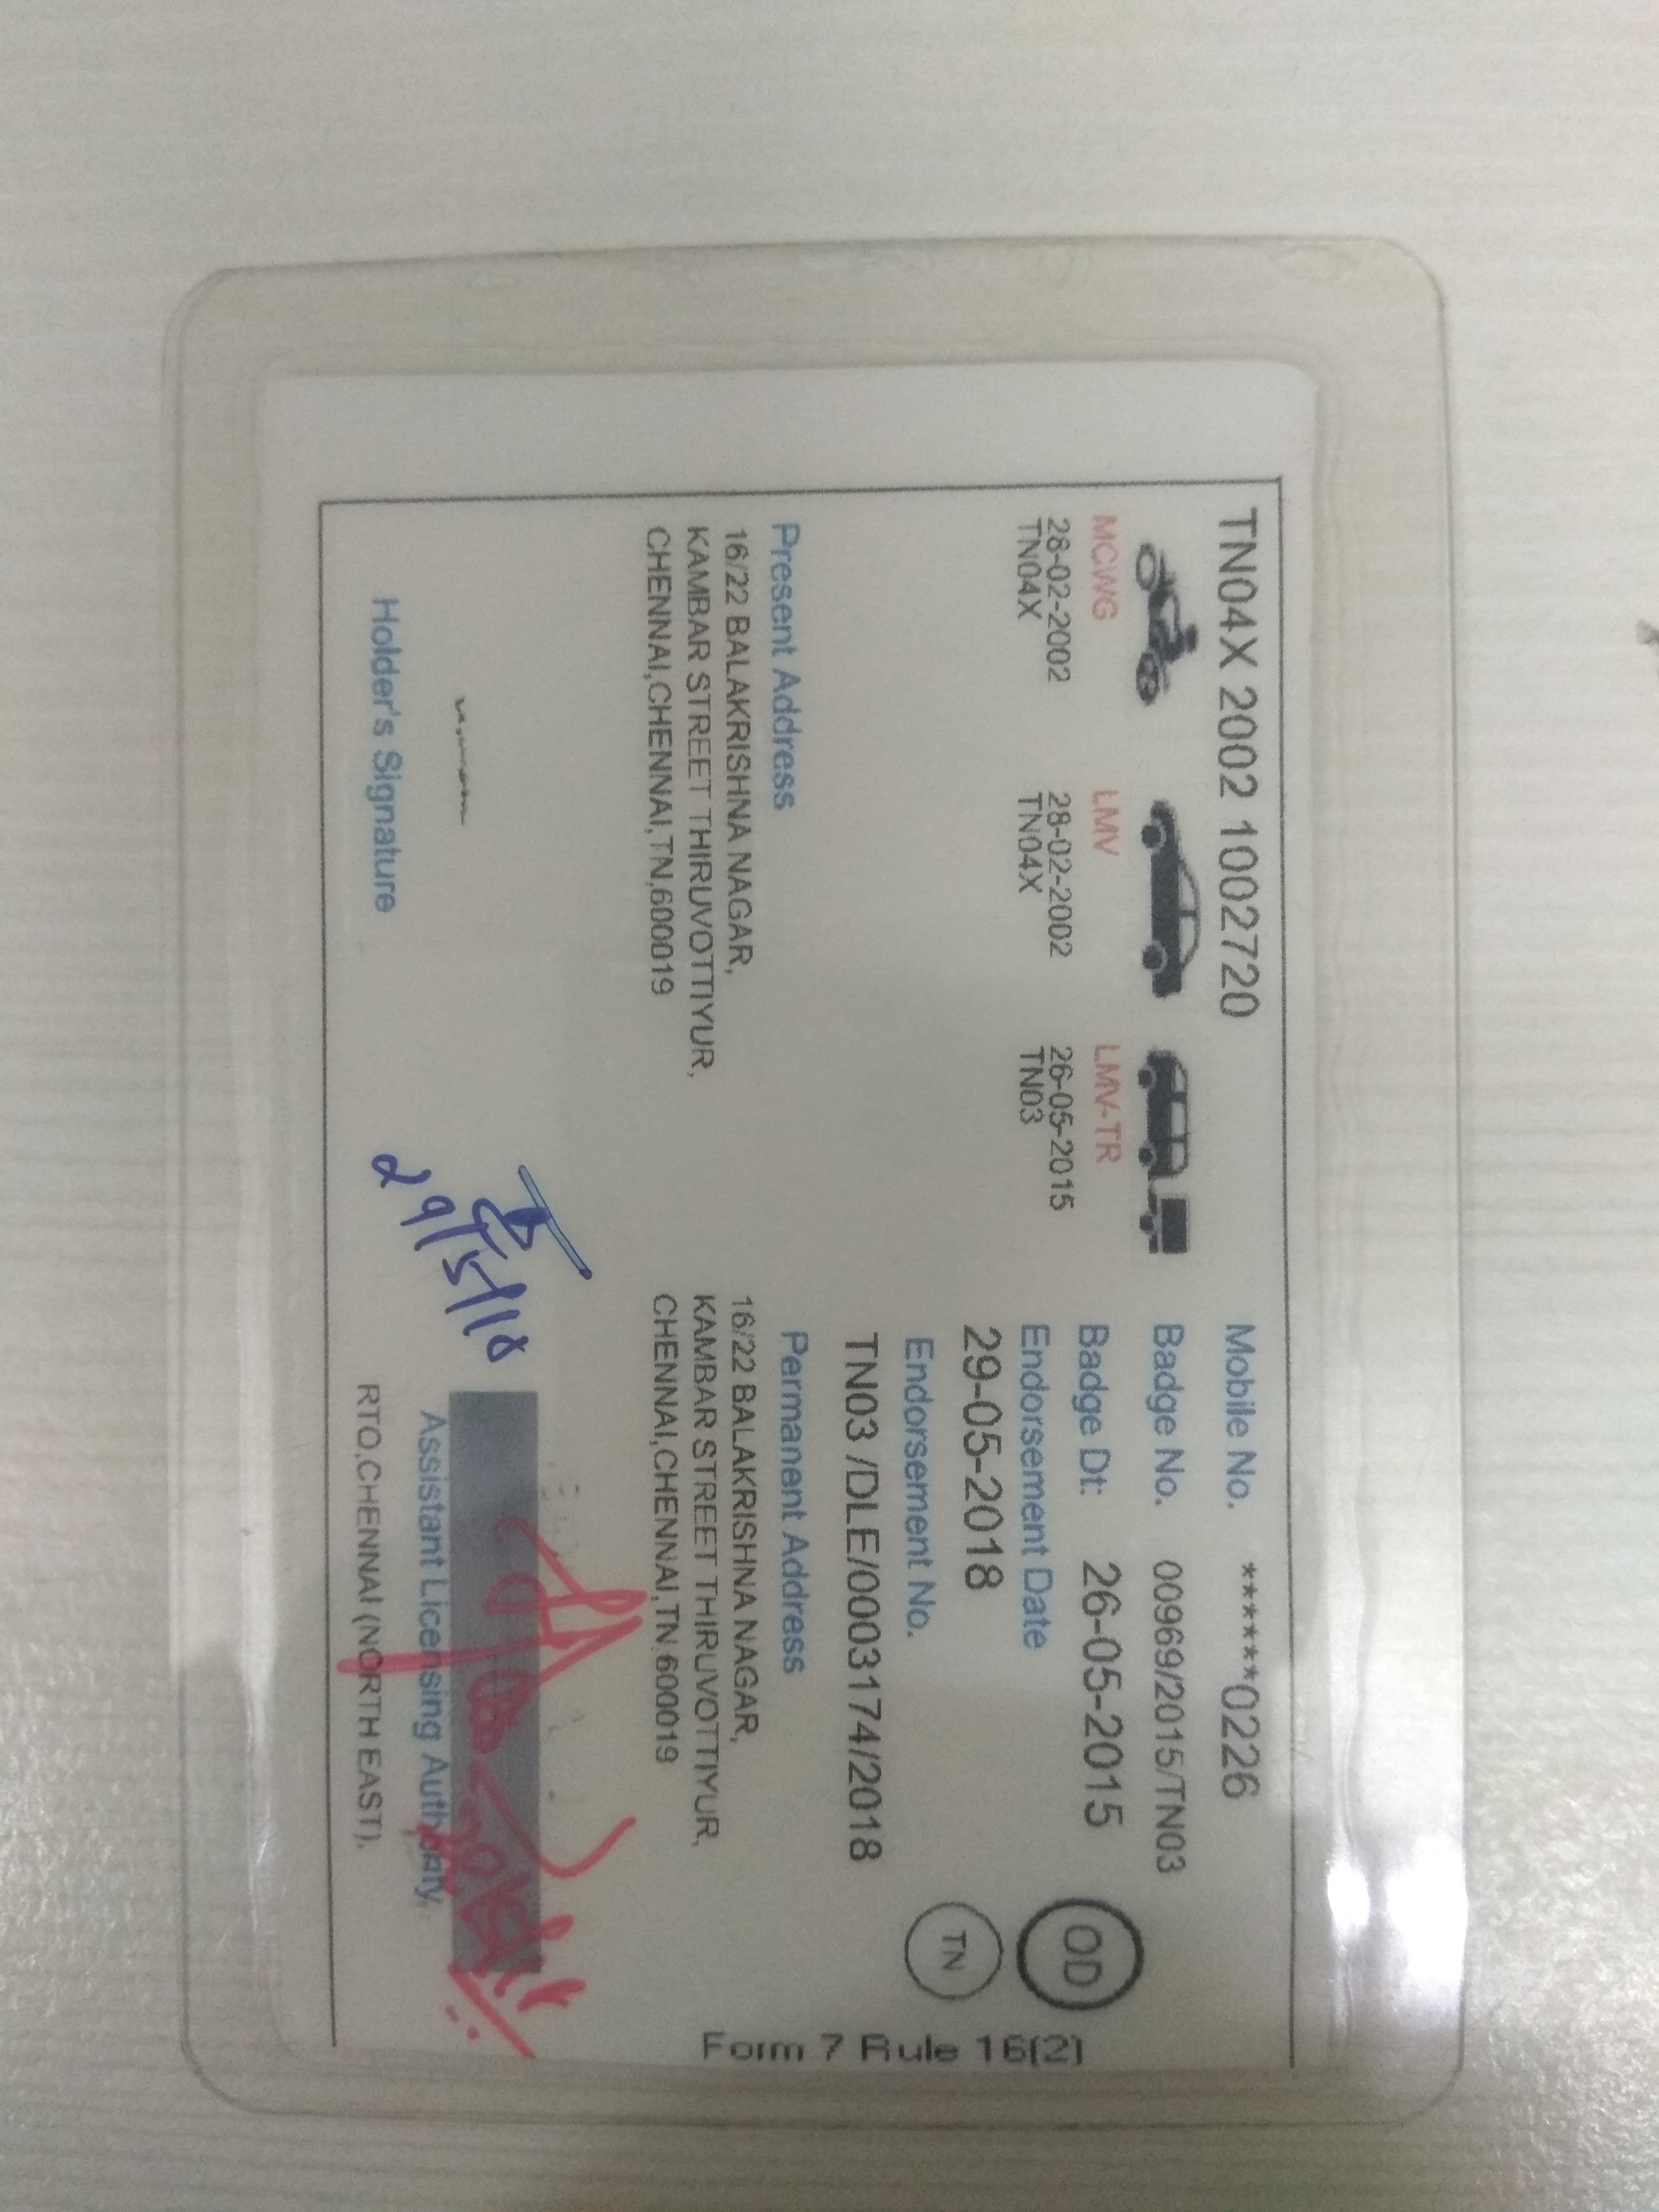 TN04X 2002 1002720
Mobile No. ******0226
Badge No. 00969/2015/TN03
MCWG LMV LMV-TR
Badge Dt: 26-05-2015
28-02-2002 28-02-2002 26-05-2015
TN04X TN04X TN03
Endorsement Date
OD
29-05-2018
TN
Endorsement No.
TN03 /DLE/0003174/2018
Form 7 Rule 16(2)
Present Address
16/22 BALAKRISHNA NAGAR,
KAMBAR STREET THIRUVOTTIYUR,
CHENNAI,CHENNAI,TN,600019
Permanent Address
16/22 BALAKRISHNA NAGAR,
KAMBAR STREET THIRUVOTTIYUR,
CHENNAI,CHENNAI,TN,600019
29/5/18
Holder's Signature
Assistant Licensing Authority,
RTO,CHENNAI (NORTH EAST).